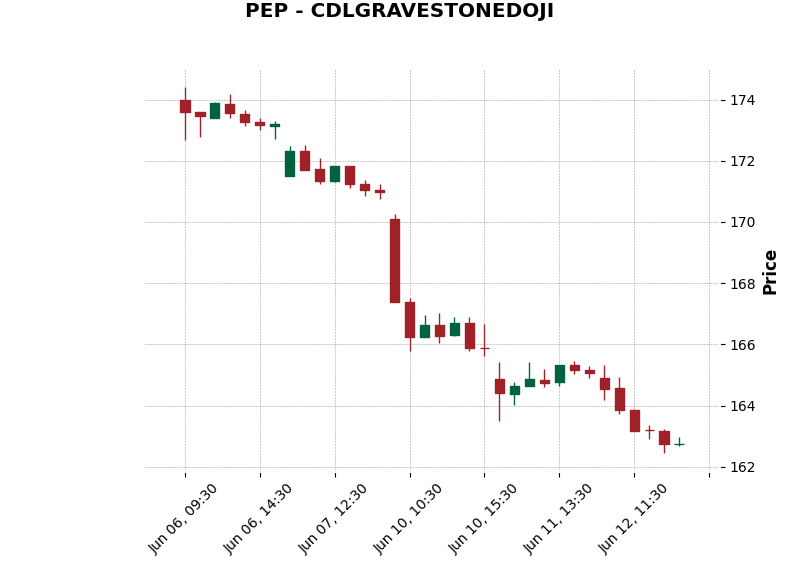 PEP - CDLGRAVESTONEDOJI
174
172
170
168
166
164
162
Price
Jun 06, 09:30
Jun 06, 14:30
Jun 07, 12:30
Jun 10, 10:30
Jun 10, 15:30
Jun 11, 13:30
Jun 12, 11:30